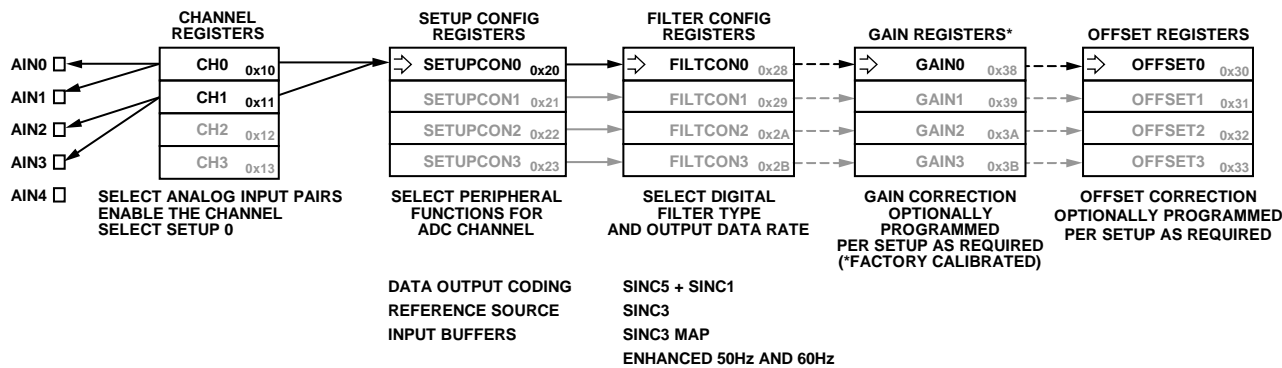 CHANNEL
REGISTERS
SETUP CONFIG
REGISTERS
FILTER CONFIG
REGISTERS
GAIN REGISTERS*
OFFSET REGISTERS
AIN0
CH0 0x10
SETUPCON0 0x20
FILTCON0 0x28
GAIN0 0x38
OFFSET0 0x30
AIN1
CH1 0x11
SETUPCON1 0x21
FILTCON1 0x29
GAIN1 0x39
OFFSET1 0x31
AIN2
CH2 0x12
SETUPCON2 0x22
FILTCON2 0x2A
GAIN2 0x3A
OFFSET2 0x32
AIN3
CH3 0x13
SETUPCON3 0x23
FILTCON3 0x2B
GAIN3 0x3B
OFFSET3 0x33
AIN4
SELECT ANALOG INPUT PAIRS
ENABLE THE CHANNEL
SELECT SETUP 0
SELECT PERIPHERAL
FUNCTIONS FOR
ADC CHANNEL
SELECT DIGITAL
FILTER TYPE
AND OUTPUT DATA RATE
GAIN CORRECTION
OPTIONALLY
PROGRAMMED
PER SETUP AS REQUIRED
(*FACTORY CALIBRATED)
OFFSET CORRECTION
OPTIONALLY PROGRAMMED
PER SETUP AS REQUIRED
DATA OUTPUT CODING
REFERENCE SOURCE
INPUT BUFFERS
SINC5 + SINC1
SINC3
SINC3 MAP
ENHANCED 50Hz AND 60Hz